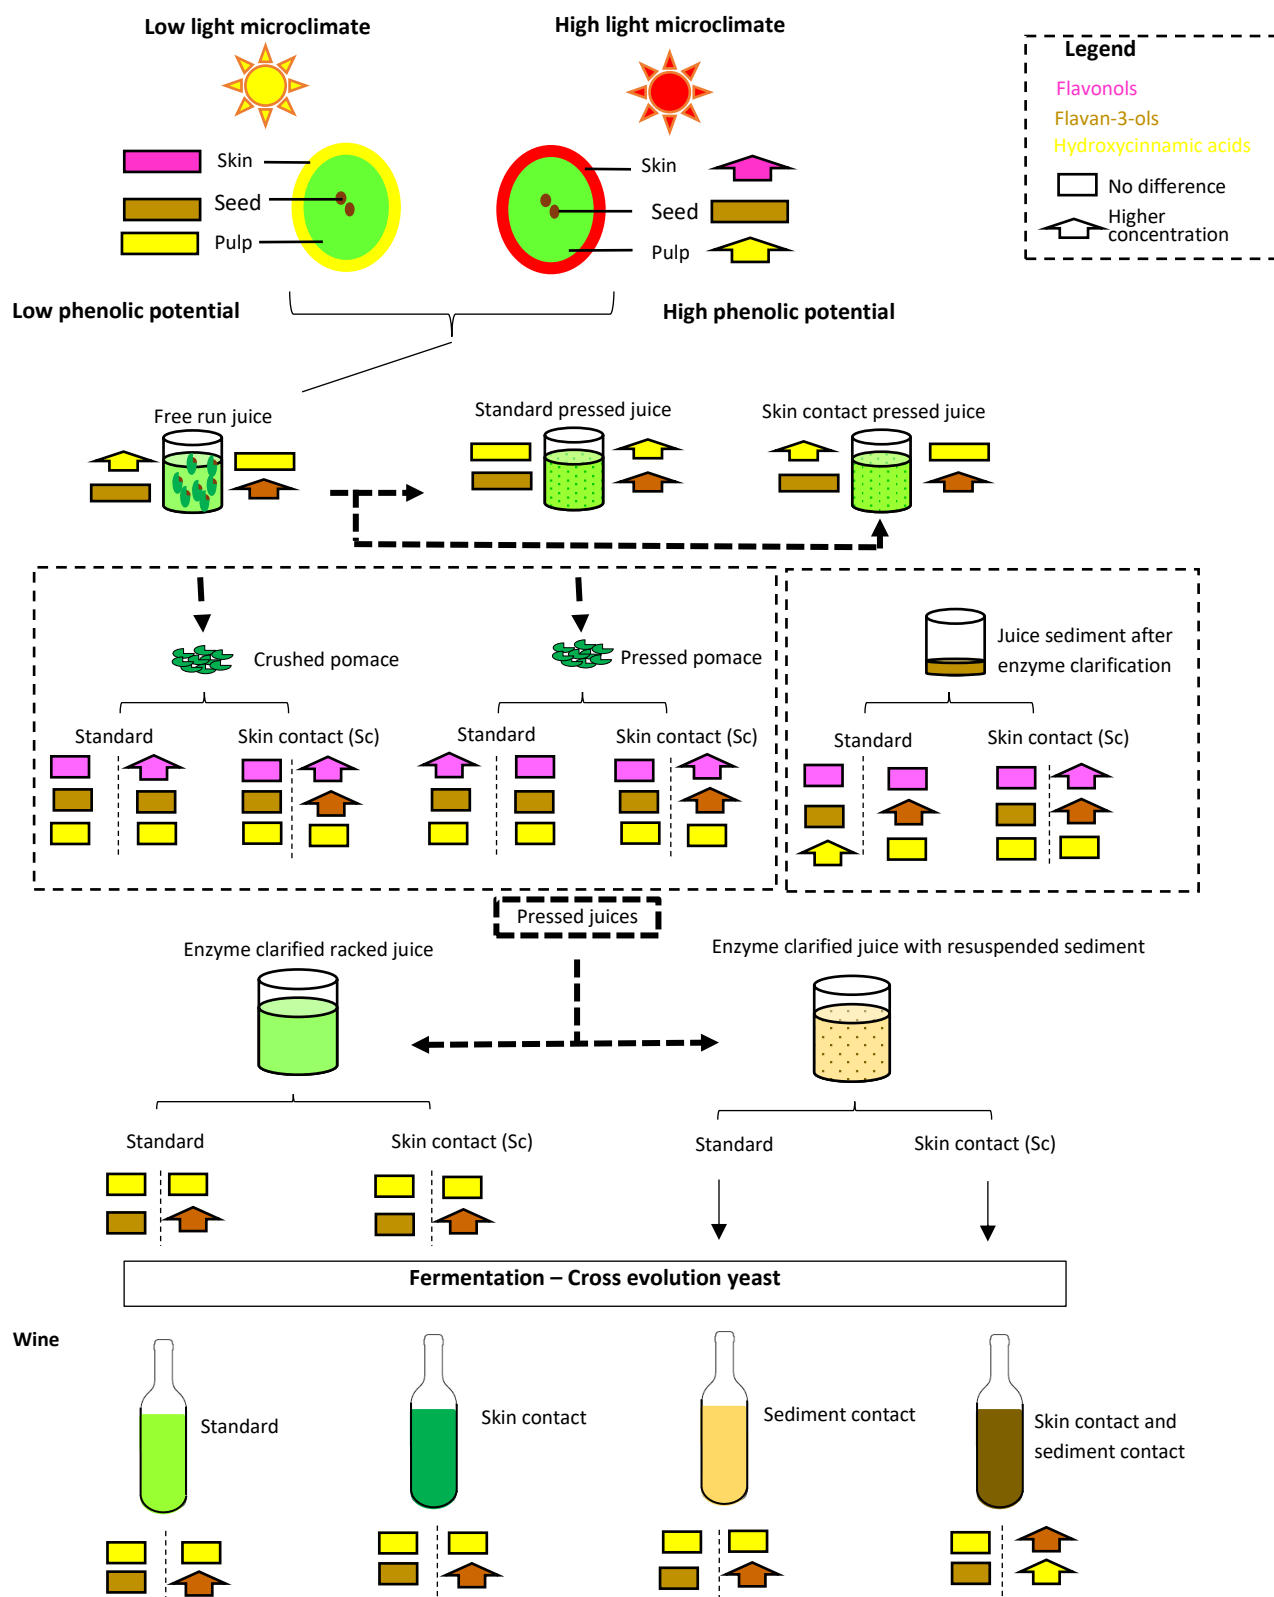 Low light microclimate
High light microclimate
Legend
Flavonols
Flavan-3-ols
Hydroxycinnamic acids
No difference
Higher
concentration
Skin
Seed
Pulp
Skin
Seed
Pulp
Low phenolic potential
High phenolic potential
Free run juice
Standard pressed juice
Skin contact pressed juice
Crushed pomace
Pressed pomace
Juice sediment after
enzyme clarification
Standard
Skin contact (Sc)
Standard
Skin contact (Sc)
Standard
Skin contact (Sc)
Pressed juices
Enzyme clarified racked juice
Enzyme clarified juice with resuspended sediment
Standard
Skin contact (Sc)
Standard
Skin contact (Sc)
Fermentation – Cross evolution yeast
Wine
Standard
Skin contact
Sediment contact
Skin contact and
sediment contact